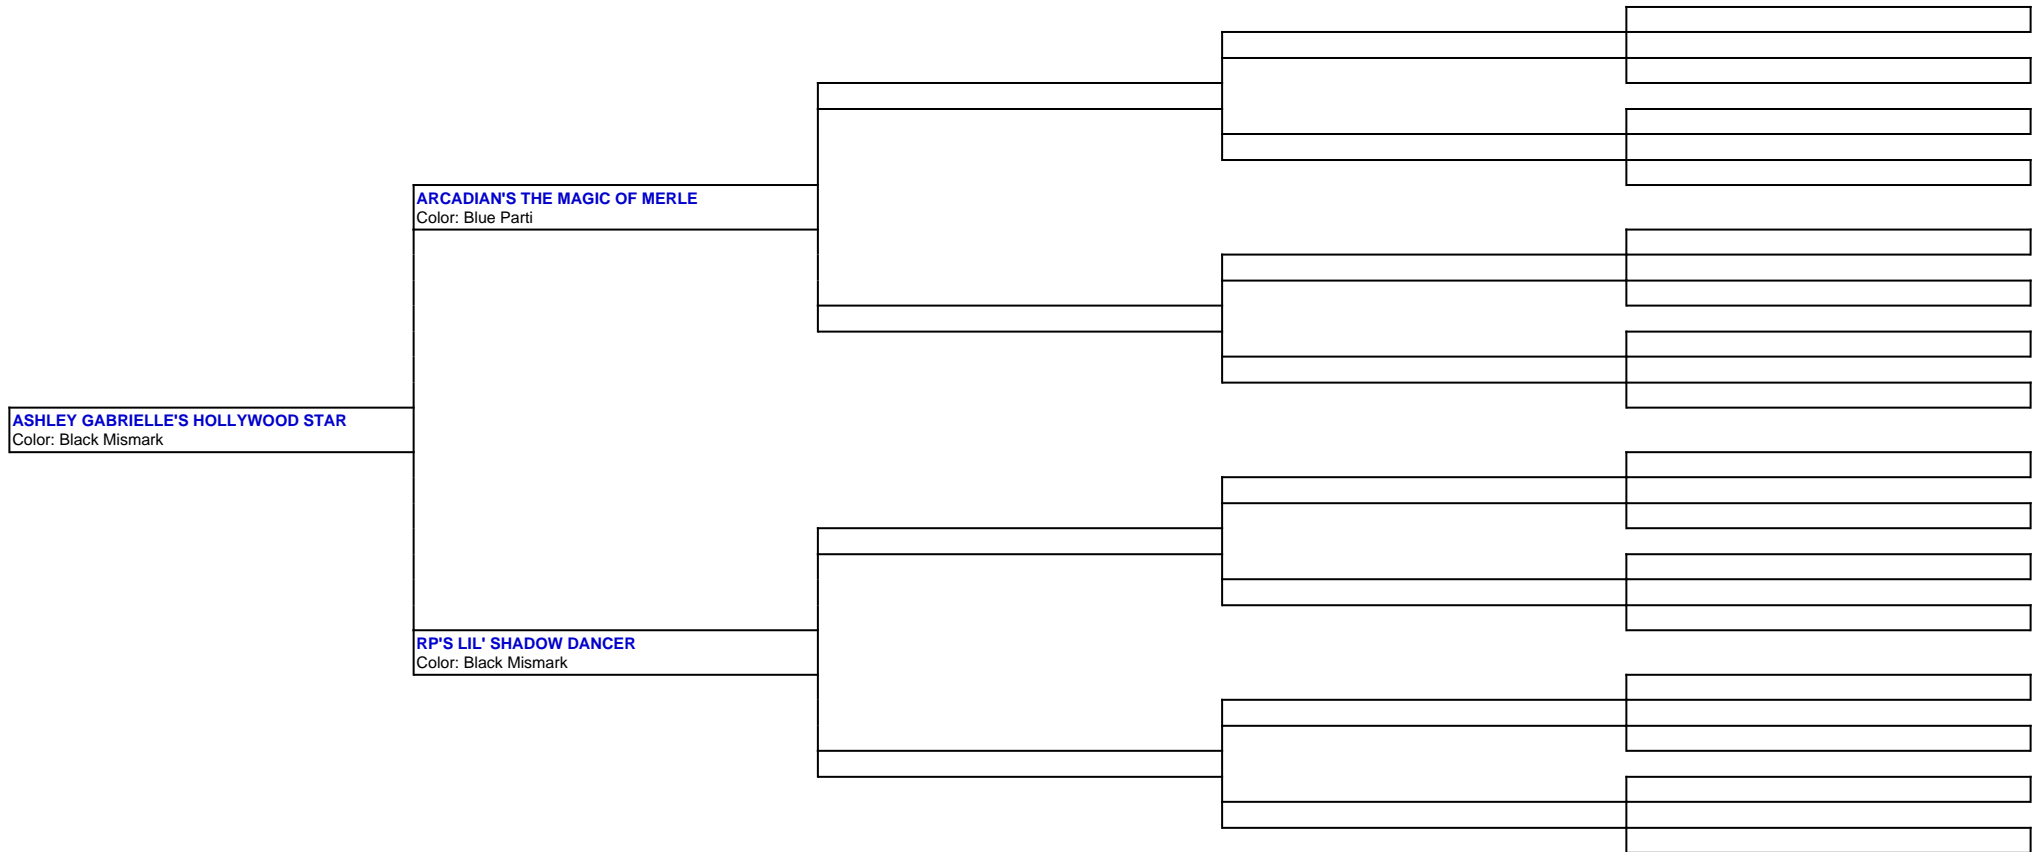 ARCADIAN'S THE MAGIC OF MERLE
Color: Blue Parti
ASHLEY GABRIELLE'S HOLLYWOOD STAR
Color: Black Mismark
RP'S LIL' SHADOW DANCER
Color: Black Mismark